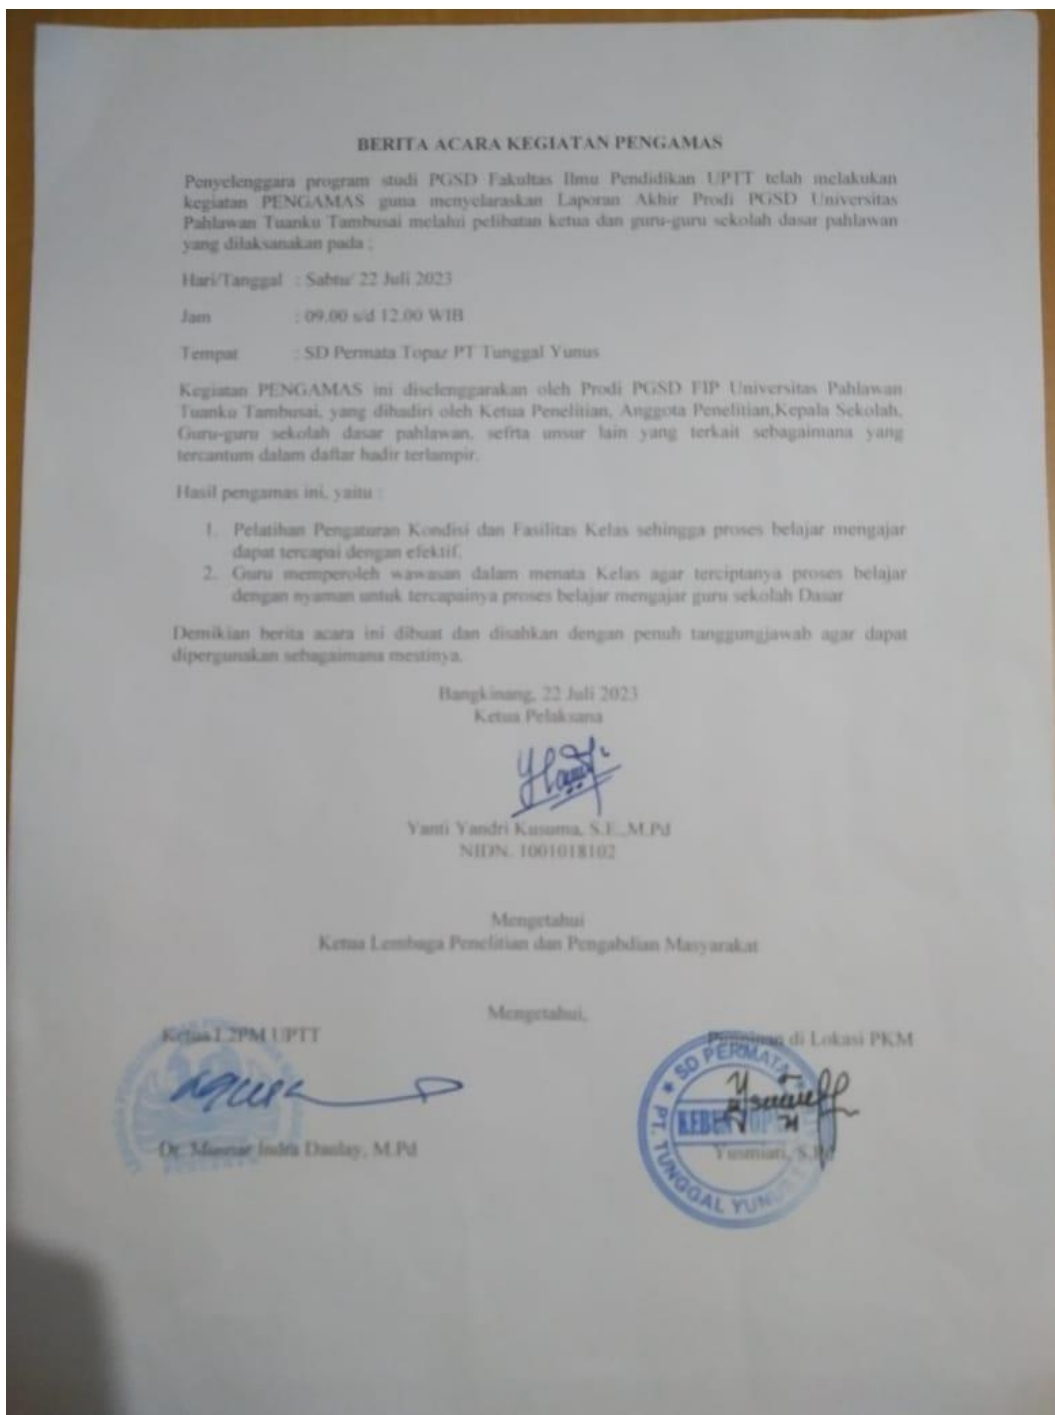 BERITA ACARA KEGIATAN PENGAMAS
Penyelenggara program studi PGSD Fakultas Ilmu Pendidikan UPTT telah melakukan
kegiatan PENGAMAS guna menyelaraskan Laporan Akhir Prodi PGSD Universitas
Pahlawan Tuanku Tambusai melalui pelibatan ketua dan guru-guru sekolah dasar pahlawan
yang dilaksanakan pada ;
Hari/Tanggal : Sabtu/ 22 Juli 2023
Jam : 09.00 s/d 12.00 WIB
Tempat : SD Permata Topaz PT Tunggal Yunus
Kegiatan PENGAMAS ini diselenggarakan oleh Prodi PGSD FIP Universitas Pahlawan
Tuanku Tambusai, yang dihadiri oleh Ketua Penelitian, Anggota Penelitian,Kepala Sekolah,
Guru-guru sekolah dasar pahlawan, serta unsur lain yang terkait sebagaimana yang
tercantum dalam daftar hadir terlampir.
Hasil pengamas ini, yaitu :
1. Pelatihan Pengaturan Kondisi dan Fasilitas Kelas sehingga proses belajar mengajar
dapat tercapai dengan efektif.
2. Guru memperoleh wawasan dalam menata Kelas agar terciptanya proses belajar
dengan nyaman untuk tercapainya proses belajar mengajar guru sekolah Dasar
Demikian berita acara ini dibuat dan disahkan dengan penuh tanggungjawab agar dapat
dipergunakan sebagaimana mestinya.
Bangkinang, 22 Juli 2023
Ketua Pelaksana
Yanti Yandri Kusuma, S.E.,M.Pd
NIDN. 1001018102
Mengetahui
Ketua Lembaga Penelitian dan Pengabdian Masyarakat
Mengetahui,
Ketua L2PM UPTT
Pimpinan di Lokasi PKM
SD PERMATA
KEBUN TOPAZ
PT. TUNGGAL YUNUS
Dr. Masnar Indra Daulay, M.Pd
Yusmiati, S.Pd